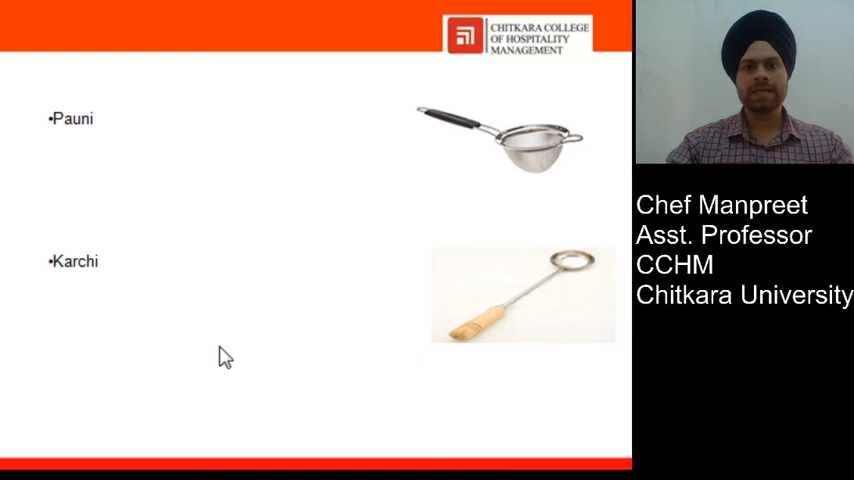 CHITKARA COLLEGE
OF HOSPITALITY
MANAGEMENT
•Pauni
•Karchi
Chef Manpreet
Asst. Professor
CCHM
Chitkara University